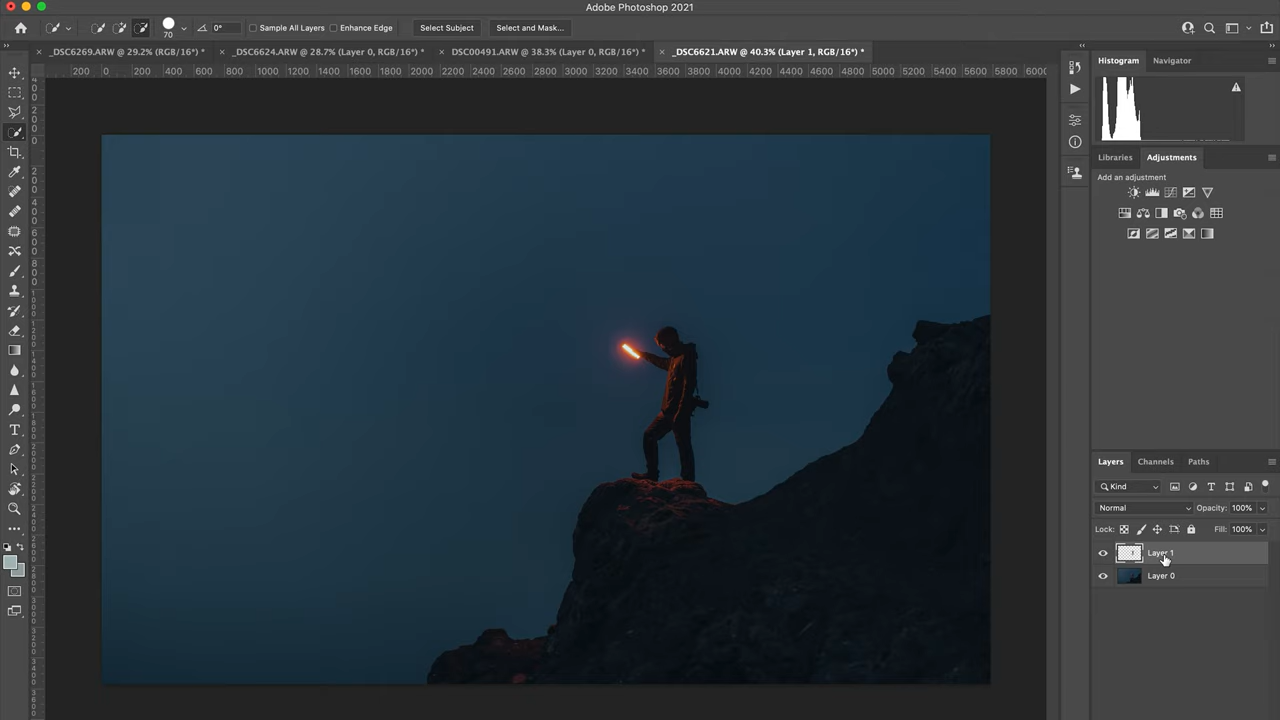 Adobe Photoshop 2021
70
0°
Sample All Layers
Enhance Edge
Select Subject
Select and Mask...
_DSC6269.ARW @ 29.2% (RGB/16*) *
_DSC6624.ARW @ 28.7% (Layer 0, RGB/16*) *
DSC00491.ARW @ 38.3% (Layer 0, RGB/16*) *
_DSC6621.ARW @ 40.3% (Layer 1, RGB/16*) *
200 0 200 400 600 800 1000 1200 1400 1600 1800 2000 2200 2400 2600 2800 3000 3200 3400 3600 3800 4000 4200 4400 4600 4800 5000 5200 5400 5600 5800 6000
Histogram
Navigator
Libraries
Adjustments
Add an adjustment
Layers
Channels
Paths
Kind
Normal
Opacity: 100%
Lock:
Fill: 100%
Layer 1
Layer 0